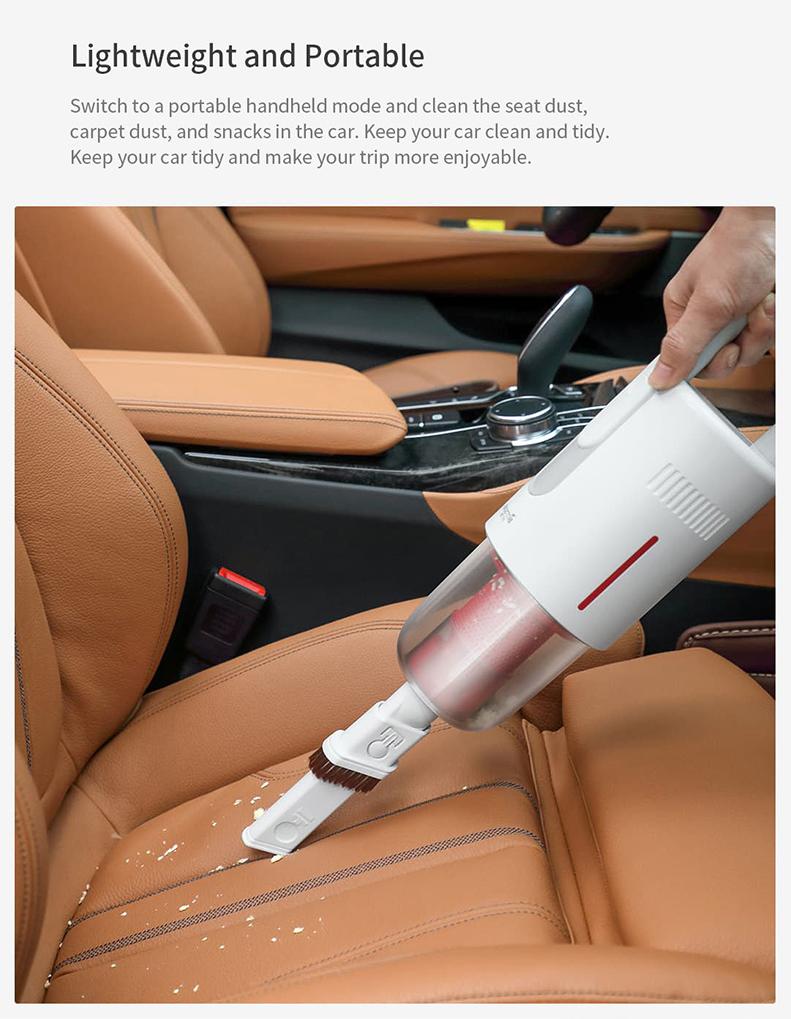 Lightweight and Portable
Switch to a portable handheld mode and clean the seat dust,
carpet dust, and snacks in the car. Keep your car clean and tidy.
Keep your car tidy and make your trip more enjoyable.